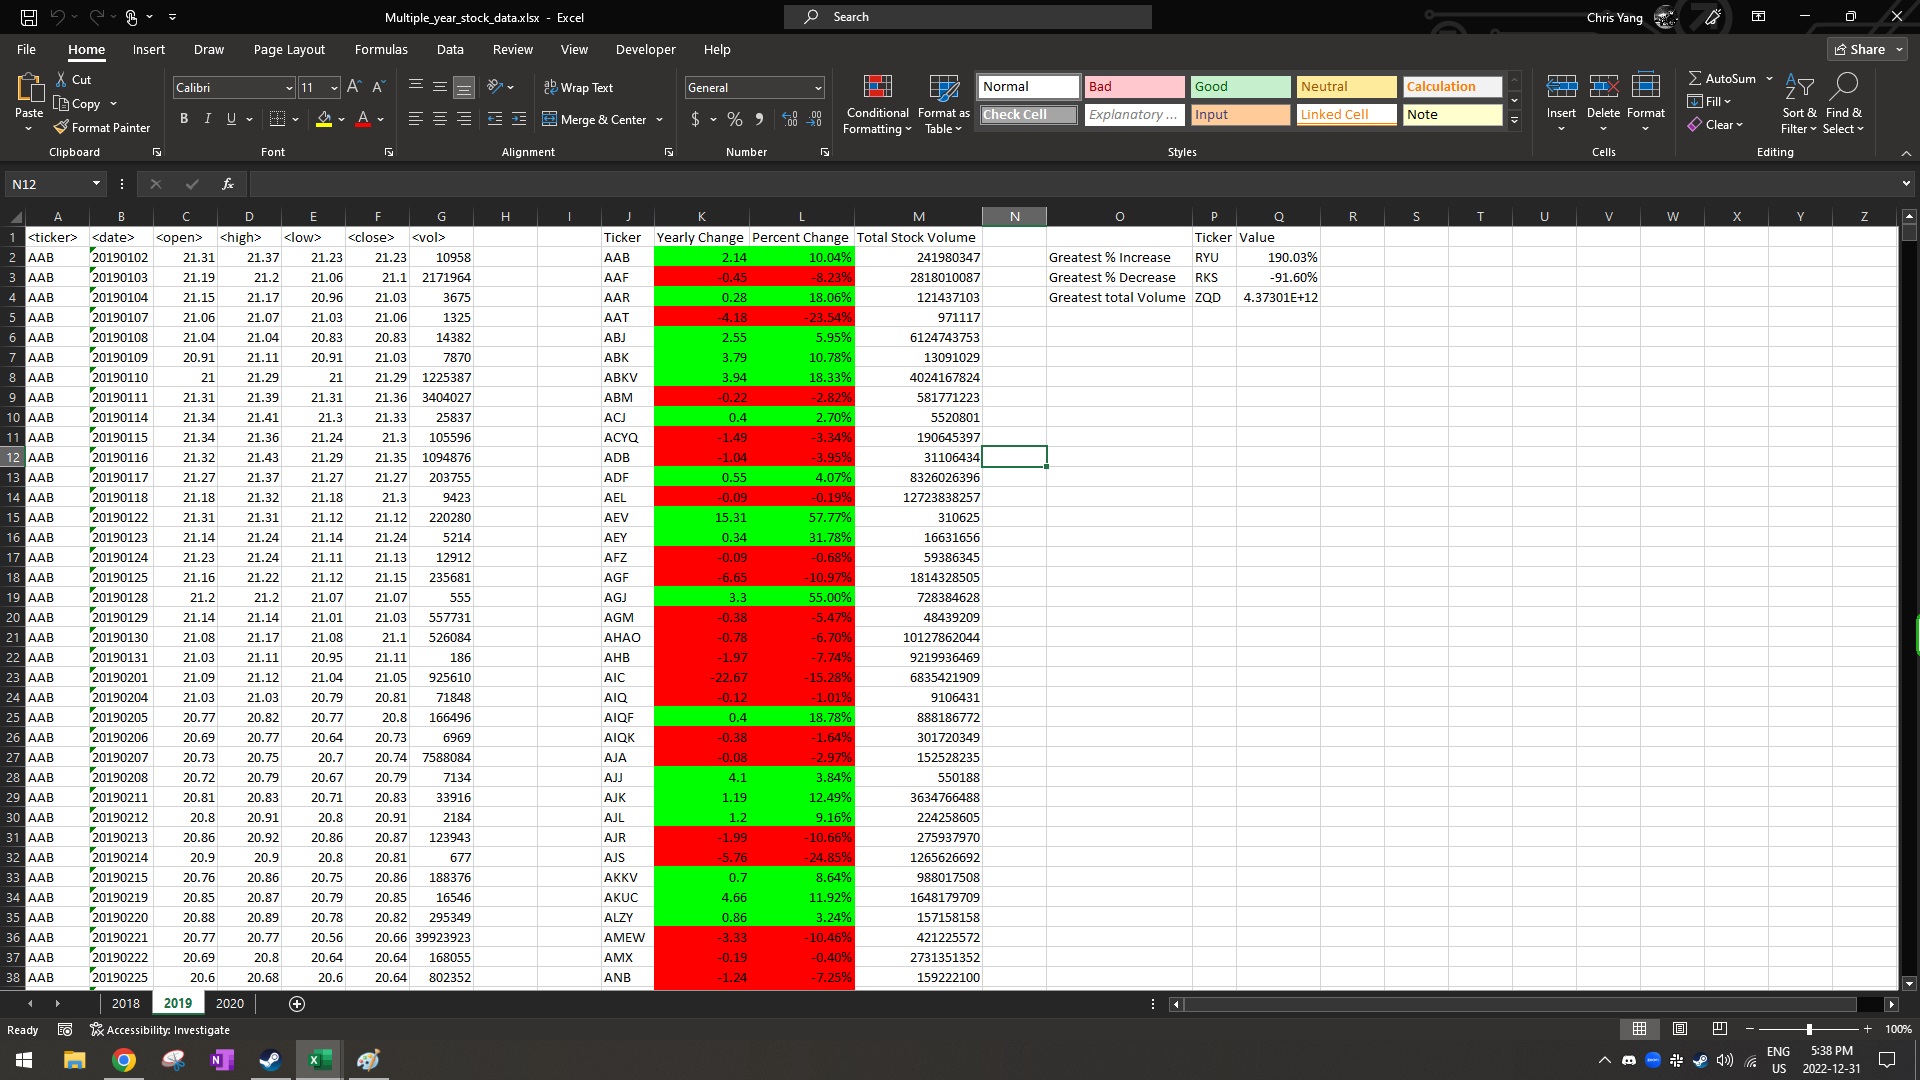 Multiple_year_stock_data.xlsx - Excel
Search
Chris Yang
File Home Insert Draw Page Layout Formulas Data Review View Developer Help
Share
Paste
Cut
Copy
Format Painter
Clipboard
Calibri 11
B I U
Font
Wrap Text
Merge & Center
Alignment
General
$ % 9
Number
Conditional Formatting
Format as Table
Normal Bad Good Neutral Calculation
Check Cell Explanatory ... Input Linked Cell Note
Styles
Insert Delete Format
Cells
AutoSum
Fill
Clear
Sort & Filter
Find & Select
Editing
N12
fx
A B C D E F G H I J K L M N O P Q R S T U V W X Y Z
1 <ticker> <date> <open> <high> <low> <close> <vol> Ticker Yearly Change Percent Change Total Stock Volume Ticker Value
2 AAB 20190102 21.31 21.37 21.23 21.23 10958 AAB 2.14 10.04% 241980347 Greatest % Increase RYU 190.03%
3 AAB 20190103 21.19 21.2 21.06 21.1 2171964 AAF -0.45 -8.23% 2818010087 Greatest % Decrease RKS -91.60%
4 AAB 20190104 21.15 21.17 20.96 21.03 3675 AAR 0.28 18.06% 121437103 Greatest total Volume ZQD 4.37301E+12
5 AAB 20190107 21.06 21.07 21.03 21.06 1325 AAT -4.18 -23.54% 971117
6 AAB 20190108 21.04 21.04 20.83 20.83 14382 ABJ 2.55 5.95% 6124743753
7 AAB 20190109 20.91 21.11 20.91 21.03 7870 ABK 3.79 10.78% 13091029
8 AAB 20190110 21 21.29 21 21.29 1225387 ABKV 3.94 18.33% 4024167824
9 AAB 20190111 21.31 21.39 21.31 21.36 3404027 ABM -0.22 -2.82% 581771223
10 AAB 20190114 21.34 21.41 21.3 21.33 25837 ACJ 0.4 2.70% 5520801
11 AAB 20190115 21.34 21.36 21.24 21.3 105596 ACYQ -1.49 -3.34% 190645397
12 AAB 20190116 21.32 21.43 21.29 21.35 1094876 ADB -1.04 -3.95% 31106434
13 AAB 20190117 21.27 21.37 21.27 21.27 203755 ADF 0.55 4.07% 8326026396
14 AAB 20190118 21.18 21.32 21.18 21.3 9423 AEL -0.09 -0.19% 12723838257
15 AAB 20190122 21.31 21.31 21.12 21.12 220280 AEV 15.31 57.77% 310625
16 AAB 20190123 21.14 21.24 21.14 21.24 5214 AEY 0.34 31.78% 16631656
17 AAB 20190124 21.23 21.24 21.11 21.13 12912 AFZ -0.09 -0.68% 59386345
18 AAB 20190125 21.16 21.22 21.12 21.15 235681 AGF -6.65 -10.97% 1814328505
19 AAB 20190128 21.2 21.2 21.07 21.07 555 AGJ 3.3 55.00% 728384628
20 AAB 20190129 21.14 21.14 21.01 21.03 557731 AGM -0.38 -5.47% 48439209
21 AAB 20190130 21.08 21.17 21.08 21.1 526084 AHAO -0.78 -6.70% 10127862044
22 AAB 20190131 21.03 21.11 20.95 21.11 186 AHB -1.97 -7.74% 9219936469
23 AAB 20190201 21.09 21.12 21.04 21.05 925610 AIC -22.67 -15.28% 6835421909
24 AAB 20190204 21.03 21.03 20.79 20.81 71848 AIQ -0.12 -1.01% 9106431
25 AAB 20190205 20.77 20.82 20.77 20.8 166496 AIQF 0.4 18.78% 888186772
26 AAB 20190206 20.69 20.77 20.64 20.73 6969 AIQK -0.38 -1.64% 301720349
27 AAB 20190207 20.73 20.75 20.7 20.74 7588084 AJA -0.08 -2.97% 152528235
28 AAB 20190208 20.72 20.79 20.67 20.79 7134 AJJ 4.1 3.84% 550188
29 AAB 20190211 20.81 20.83 20.71 20.83 33916 AJK 1.19 12.49% 3634766488
30 AAB 20190212 20.8 20.91 20.8 20.91 2184 AJL 1.2 9.16% 224258605
31 AAB 20190213 20.86 20.92 20.86 20.87 123943 AJR -1.99 -10.66% 275937970
32 AAB 20190214 20.9 20.9 20.8 20.81 677 AJS -5.76 -24.85% 1265626692
33 AAB 20190215 20.76 20.86 20.75 20.86 188376 AKKV 0.7 8.64% 988017508
34 AAB 20190219 20.85 20.87 20.79 20.85 16546 AKUC 4.66 11.92% 1648179709
35 AAB 20190220 20.88 20.89 20.78 20.82 295349 ALZY 0.86 3.24% 157158158
36 AAB 20190221 20.77 20.77 20.56 20.66 39923923 AMEW -3.33 -10.46% 421225572
37 AAB 20190222 20.69 20.8 20.64 20.64 168055 AMX -0.19 -0.40% 2731351352
38 AAB 20190225 20.6 20.68 20.6 20.64 802352 ANB -1.24 -7.25% 159222100
2018 2019 2020
Ready Accessibility: Investigate 100%
ENG US
5:38 PM
2022-12-31